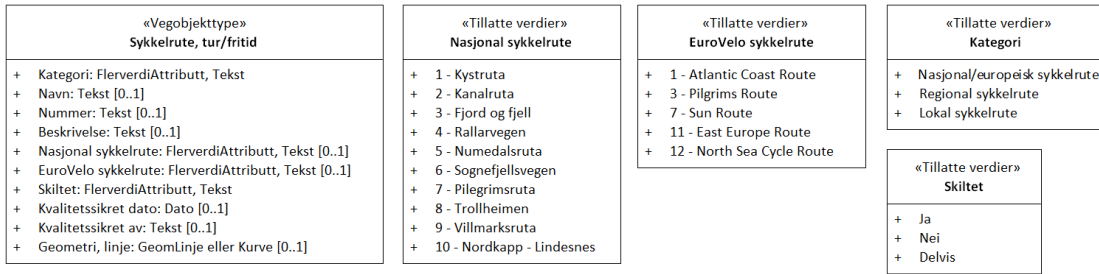 «Vegobjekttype»
Sykkelrute, tur/fritid
+ Kategori: FlerverdiAttributt, Tekst
+ Navn: Tekst [0..1]
+ Nummer: Tekst [0..1]
+ Beskrivelse: Tekst [0..1]
+ Nasjonal sykkelrute: FlerverdiAttributt, Tekst [0..1]
+ EuroVelo sykkelrute: FlerverdiAttributt, Tekst [0..1]
+ Skiltet: FlerverdiAttributt, Tekst
+ Kvalitetssikret dato: Dato [0..1]
+ Kvalitetssikret av: Tekst [0..1]
+ Geometri, linje: GeomLinje eller Kurve [0..1]
«Tillatte verdier»
Nasjonal sykkelrute
+ 1 - Kystruta
+ 2 - Kanalruta
+ 3 - Fjord og fjell
+ 4 - Rallarvegen
+ 5 - Numedalsruta
+ 6 - Sognefjellsvegen
+ 7 - Pilegrimsruta
+ 8 - Trollheimen
+ 9 - Villmarksruta
+ 10 - Nordkapp - Lindesnes
«Tillatte verdier»
EuroVelo sykkelrute
+ 1 - Atlantic Coast Route
+ 3 - Pilgrims Route
+ 7 - Sun Route
+ 11 - East Europe Route
+ 12 - North Sea Cycle Route
«Tillatte verdier»
Kategori
+ Nasjonal/europeisk sykkelrute
+ Regional sykkelrute
+ Lokal sykkelrute
«Tillatte verdier»
Skiltet
+ Ja
+ Nei
+ Delvis